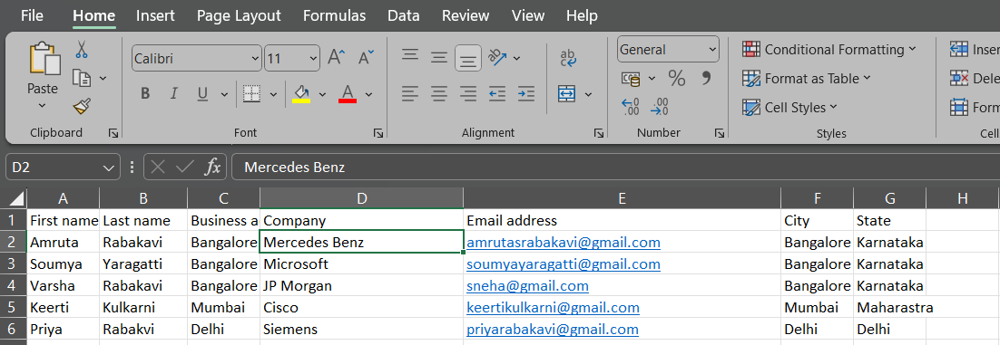 File Home Insert Page Layout Formulas Data Review View Help
Calibri 11 A A ab General Conditional Formatting Inser
Paste c % Format as Table Dele
B I U A .00 .00 Cell Styles Form
Clipboard Font Alignment Number Styles Cell
D2 fx Mercedes Benz
A B C D E F G H
1 First name Last name Business a Company Email address City State
2 Amruta Rabakavi Bangalore Mercedes Benz amrutasrabakavi@gmail.com Bangalore Karnataka
3 Soumya Yaragatti Bangalore Microsoft soumyayaragatti@gmail.com Bangalore Karnataka
4 Varsha Rabakavi Bangalore JP Morgan sneha@gmail.com Bangalore Karnataka
5 Keerti Kulkarni Mumbai Cisco keertikulkarni@gmail.com Mumbai Maharastra
6 Priya Rabakvi Delhi Siemens priyarabakavi@gmail.com Delhi Delhi